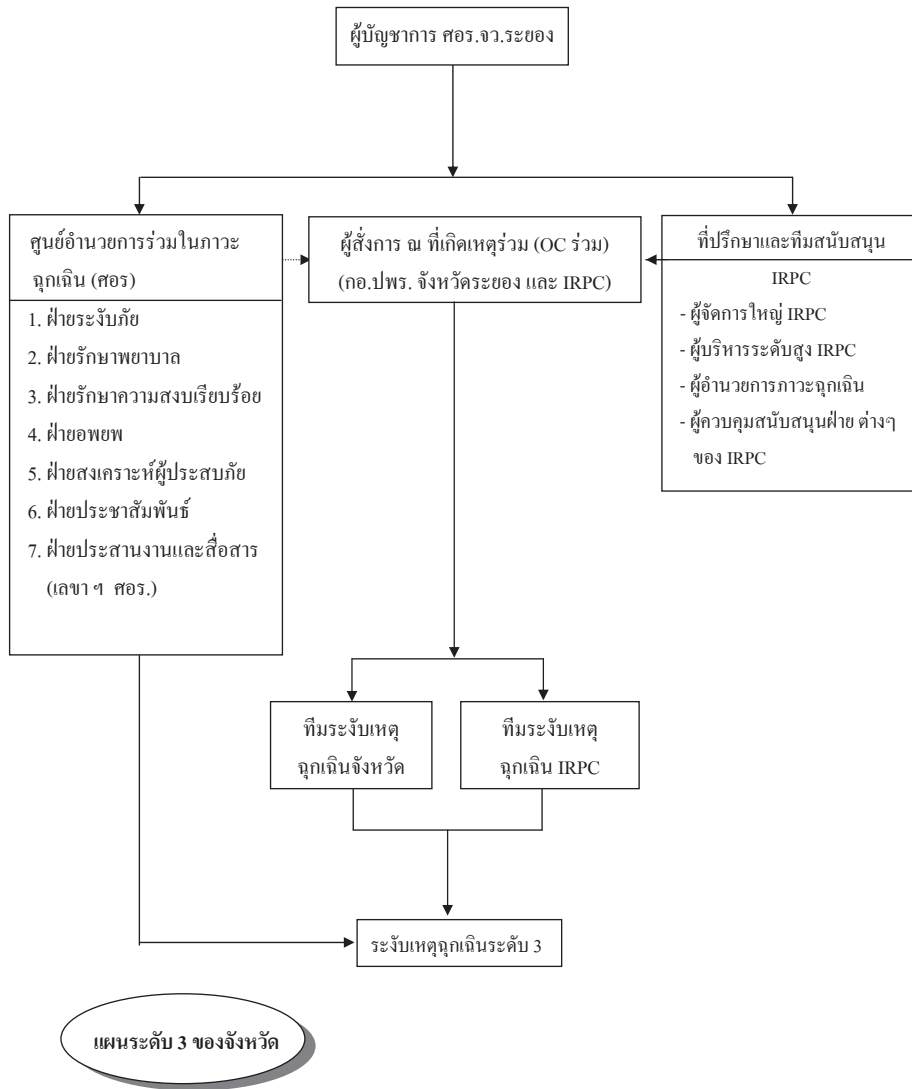 ผู้บัญชาการ ศอร.จว.ระยอง
ศูนย์อำนวยการร่วมในภาวะ
ฉุกเฉิน (ศอร)
1. ฝ่ายระงับภัย
2. ฝ่ายรักษาพยาบาล
3. ฝ่ายรักษาความสงบเรียบร้อย
4. ฝ่ายอพยพ
5. ฝ่ายสงเคราะห์ผู้ประสบภัย
6. ฝ่ายประชาสัมพันธ์
7. ฝ่ายประสานงานและสื่อสาร
(เลขา ฯ ศอร.)
ผู้สั่งการ ณ ที่เกิดเหตุร่วม (OC ร่วม)
(กอ.ปพร. จังหวัดระยอง และ IRPC)
ที่ปรึกษาและทีมสนับสนุน
IRPC
- ผู้จัดการใหญ่ IRPC
- ผู้บริหารระดับสูง IRPC
- ผู้อำนวยการภาวะฉุกเฉิน
- ผู้ควบคุมสนับสนุนฝ่าย ต่างๆ
ของ IRPC
ทีมระงับเหตุ
ฉุกเฉินจังหวัด
ทีมระงับเหตุ
ฉุกเฉิน IRPC
ระงับเหตุฉุกเฉินระดับ 3
แผนระดับ 3 ของจังหวัด